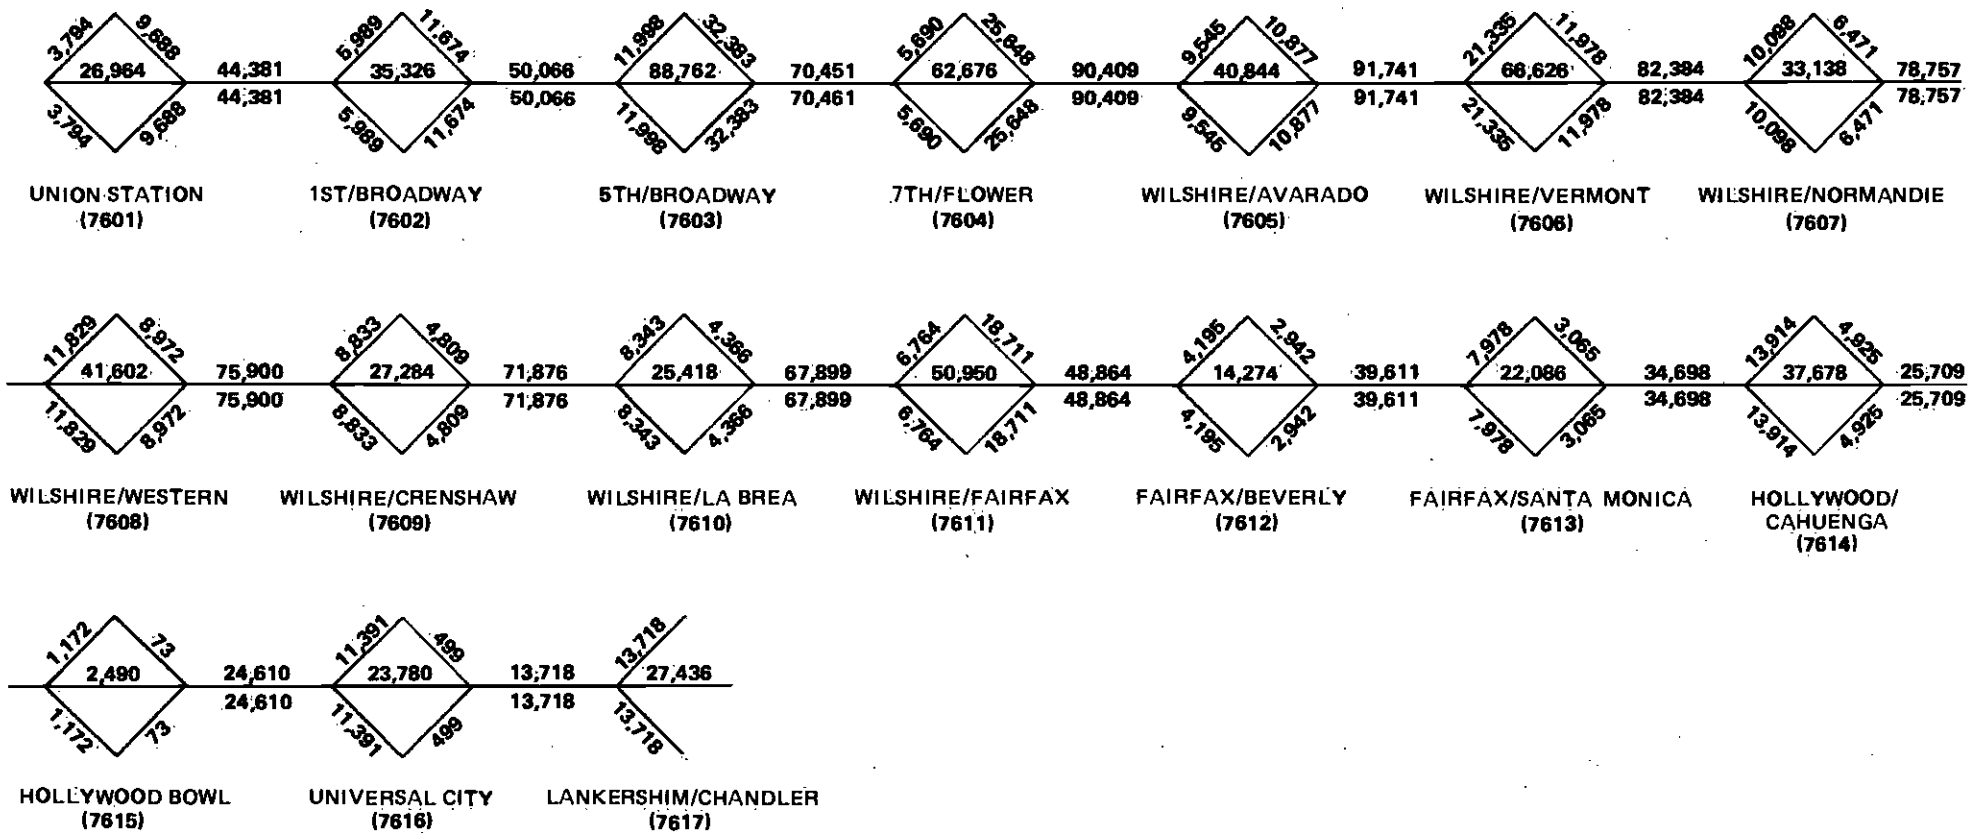 3,794 9,688 5,989 11,674 11,998 32,383 5,690 25,648 9,545 10,877 21,335 11,978 10,098 6,471
26,964 44,381 35,326 50,066 88,762 70,451 62,676 90,409 40,844 91,741 66,626 82,384 33,138 78,757
44,381 50,066 70,461 90,409 91,741 82,384 78,757
3,794 9,688 5,989 11,674 11,998 32,383 5,690 25,648 9,545 10,877 21,335 11,978 10,098 6,471
UNION STATION 1ST/BROADWAY 5TH/BROADWAY 7TH/FLOWER WILSHIRE/AVARADO WILSHIRE/VERMONT WILSHIRE/NORMANDIE
(7601) (7602) (7603) (7604) (7605) (7606) (7607)
11,829 8,972 8,833 4,809 8,343 4,366 6,764 18,711 4,195 2,942 7,978 3,065 13,914 4,925
41,602 75,900 27,284 71,876 25,418 67,899 50,950 48,864 14,274 39,611 22,086 34,698 37,678 25,709
75,900 71,876 67,899 48,864 39,611 34,698 25,709
11,829 8,972 8,833 4,809 8,343 4,366 6,764 18,711 4,195 2,942 7,978 3,065 13,914 4,925
WILSHIRE/WESTERN WILSHIRE/CRENSHAW WILSHIRE/LA BREA WILSHIRE/FAIRFAX FAIRFAX/BEVERLY FAIRFAX/SANTA MONICA HOLLYWOOD/
(7608) (7609) (7610) (7611) (7612) (7613) CAHUENGA
(7614)
1,172 73 11,391 499 13,718
2,490 24,610 23,780 13,718 27,436
24,610 13,718
1,172 73 11,391 499 13,718
HOLLYWOOD BOWL UNIVERSAL CITY LANKERSHIM/CHANDLER
(7615) (7616) (7617)